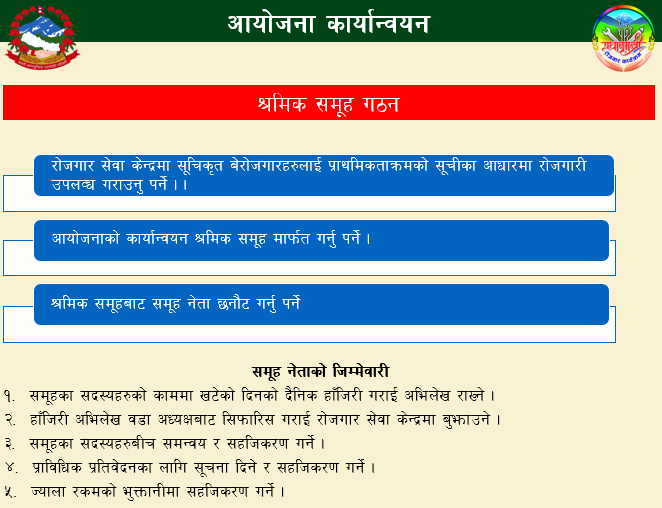 आयोजना कार्यान्वयन
श्रमिक समूह गठन
रोजगार सेवा केन्द्रमा सूचिकृत बेरोजगारहरुलाई प्राथमिकताक्रमको सूचीका आधारमा रोजगारी
उपलब्ध गराउनु पर्ने ।।
आयोजनाको कार्यान्वयन श्रमिक समूह मार्फत गर्नु पर्ने ।
श्रमिक समूहबाट समूह नेता छनौट गर्नु पर्ने
समूह नेताको जिम्मेवारी
१. समूहका सदस्यहरुको काममा खटेको दिनको दैनिक हाँजिरी गराई अभिलेख राख्ने ।
२. हाँजिरी अभिलेख वडा अध्यक्षबाट सिफारिस गराई रोजगार सेवा केन्द्रमा बुझाउने ।
३. समूहका सदस्यहरुबीच समन्वय र सहजिकरण गर्ने ।
४. प्राविधिक प्रतिवेदनका लागि सूचना दिने र सहजिकरण गर्ने ।
५. ज्याला रकमको भुक्तानीमा सहजिकरण गर्ने ।